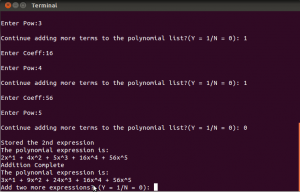 Terminal
Enter Pow:3
Continue adding more terms to the polynomial list?(Y = 1/N = 0): 1
Enter Coeff:16
Enter Pow:4
Continue adding more terms to the polynomial list?(Y = 1/N = 0): 1
Enter Coeff:56
Enter Pow:5
Continue adding more terms to the polynomial list?(Y = 1/N = 0): 0
Stored the 2nd expression
The polynomial expression is:
2x^1 + 4x^2 + 5x^3 + 16x^4 + 56x^5
Addition Complete
The polynomial expression is:
3x^1 + 9x^2 + 24x^3 + 16x^4 + 56x^5
Add two more expressions?(Y = 1/N = 0):